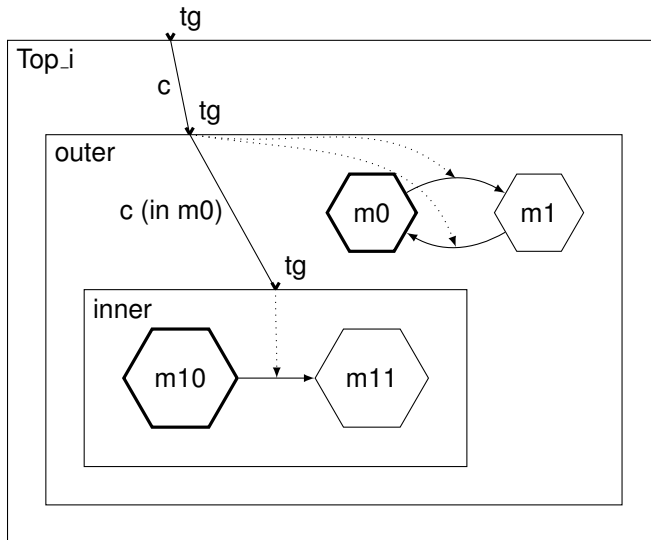 tg
Top_i
c
tg
outer
c (in m0)
m0
m1
tg
inner
m10
m11